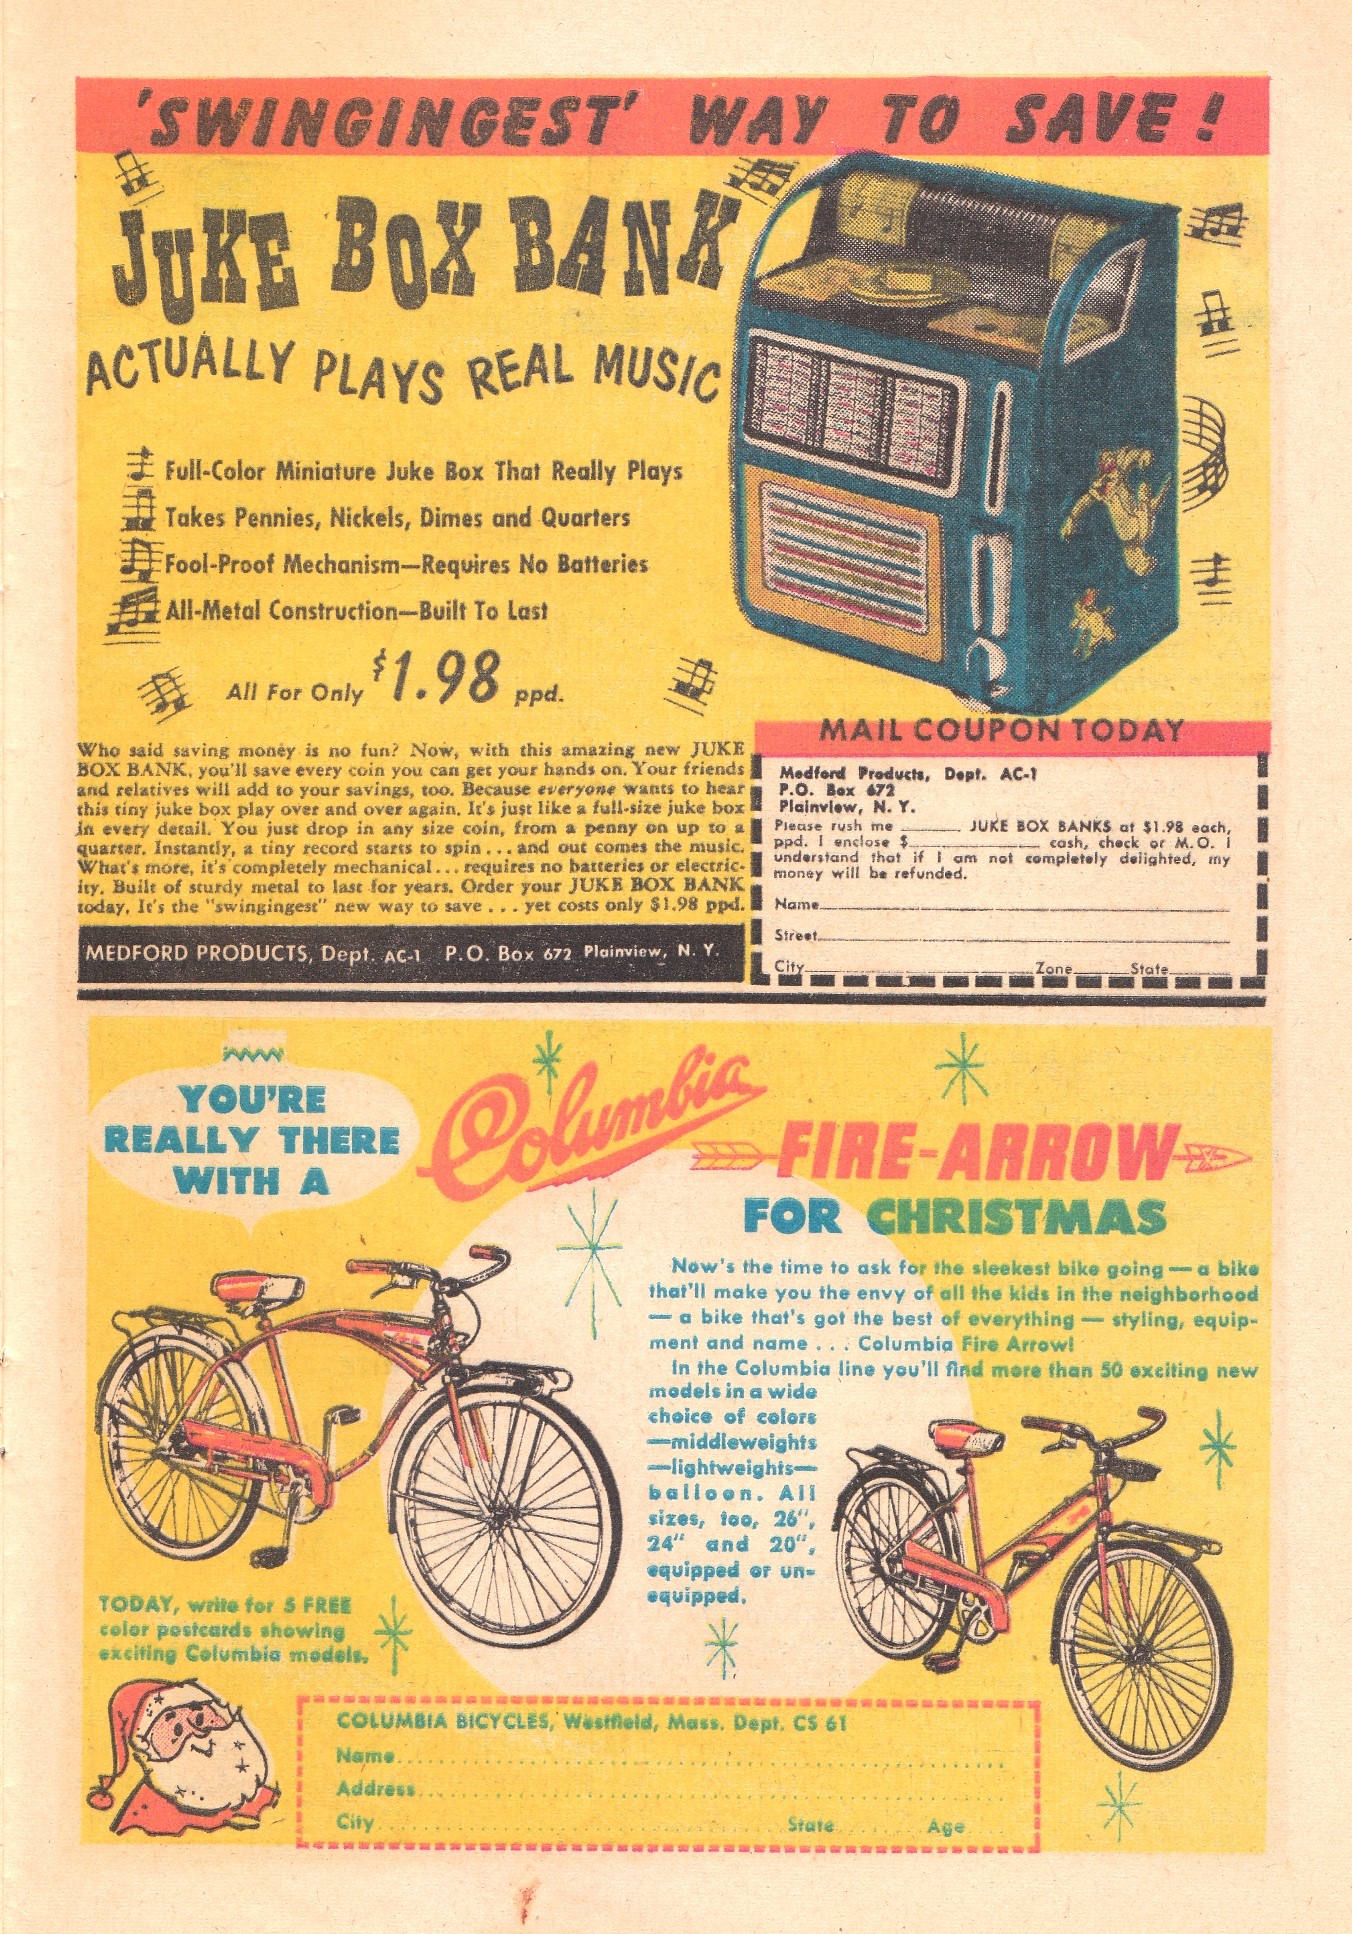 'SWINGINGEST' WAY TO SAVE!
JUKE BOX BANK
ACTUALLY PLAYS REAL MUSIC
Full-Color Miniature Juke Box That Really Plays
Takes Pennies, Nickels, Dimes and Quarters
Fool-Proof Mechanism—Requires No Batteries
All-Metal Construction—Built To Last
All For Only $1.98 ppd.
Who said saving money is no fun? Now, with this amazing new JUKE
BOX BANK, you'll save every coin you can get your hands on. Your friends
and relatives will add to your savings, too. Because everyone wants to hear
this tiny juke box play over and over again. It's just like a full-size juke box
in every detail. You just drop in any size coin, from a penny on up to a
quarter. Instantly, a tiny record starts to spin . . . and out comes the music.
What's more, it's completely mechanical . . . requires no batteries or electric-
ity. Built of sturdy metal to last for years. Order your JUKE BOX BANK
today. It's the "swingingest" new way to save . . . yet costs only $1.98 ppd.
MEDFORD PRODUCTS, Dept. AC-1 P.O. Box 672 Plainview, N. Y.
MAIL COUPON TODAY
Medford Products, Dept. AC-1
P.O. Box 672
Plainview, N. Y.
Please rush me ______ JUKE BOX BANKS at $1.98 each,
ppd. I enclose $____________ cash, check or M.O. I
understand that if I am not completely delighted, my
money will be refunded.
Name
Street
City Zone State
YOU'RE
REALLY THERE
WITH A
Columbia
FIRE-ARROW
FOR CHRISTMAS
Now's the time to ask for the sleekest bike going — a bike
that'll make you the envy of all the kids in the neighborhood
— a bike that's got the best of everything — styling, equip-
ment and name . . . Columbia Fire Arrow!
In the Columbia line you'll find more than 50 exciting new
models in a wide
choice of colors
—middleweights
—lightweights—
balloon. All
sizes, too, 26",
24" and 20",
equipped or un-
equipped.
TODAY, write for 5 FREE
color postcards showing
exciting Columbia models.
COLUMBIA BICYCLES, Westfield, Mass. Dept. CS 61
Name
Address
City State Age